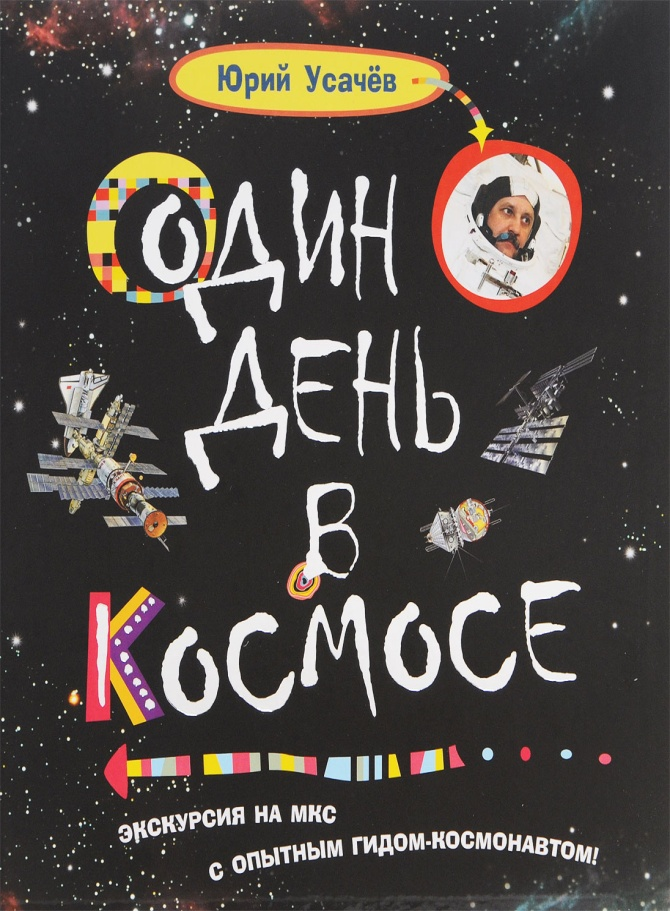 Юрий Усачёв
Один
день
в
Космосе
экскурсия на мкс
с опытным гидом-космонавтом!